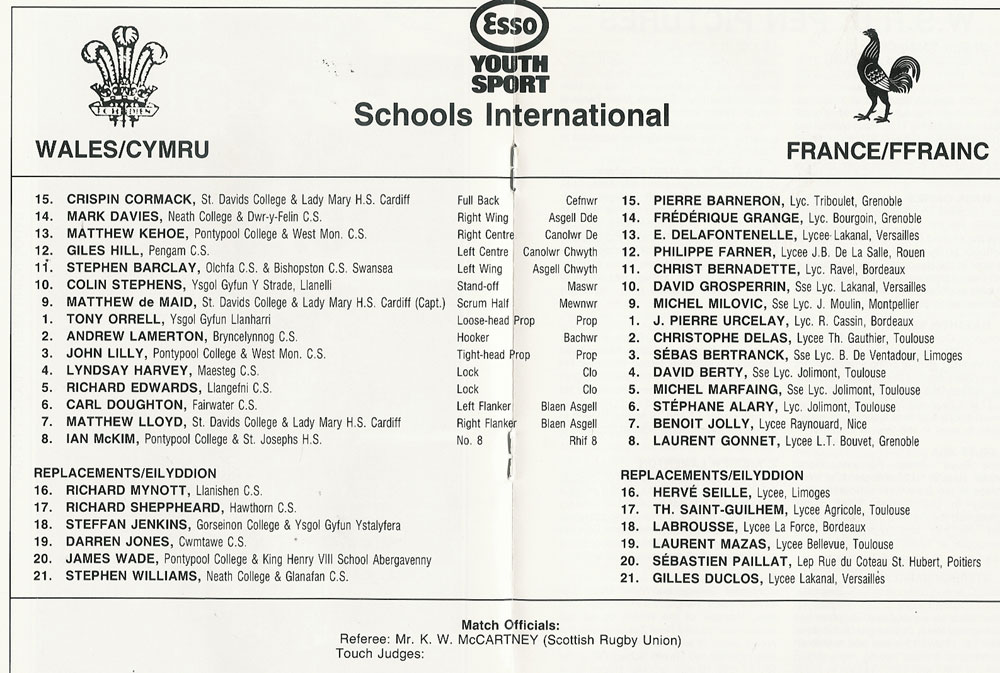 Esso
YOUTH
SPORT
Schools International
WALES/CYMRU
FRANCE/FFRAINC
15. CRISPIN CORMACK, St. Davids College & Lady Mary H.S. Cardiff Full Back Cefnwr 15. PIERRE BARNERON, Lyc. Triboulet, Grenoble
14. MARK DAVIES, Neath College & Dwr-y-Felin C.S. Right Wing Asgell Dde 14. FRÉDÉRIQUE GRANGE, Lyc. Bourgoin, Grenoble
13. MATTHEW KEHOE, Pontypool College & West Mon. C.S. Right Centre Canolwr De 13. E. DELAFONTENELLE, Lycee Lakanal, Versailles
12. GILES HILL, Pengam C.S. Left Centre Canolwr Chwyth 12. PHILIPPE FARNER, Lycee J.B. De La Salle, Rouen
11. STEPHEN BARCLAY, Olchfa C.S. & Bishopston C.S. Swansea Left Wing Asgell Chwyth 11. CHRIST BERNADETTE, Lyc. Ravel, Bordeaux
10. COLIN STEPHENS, Ysgol Gyfun Y Strade, Llanelli Stand-off Maswr 10. DAVID GROSPERRIN, Sse Lyc. Lakanal, Versailles
9. MATTHEW de MAID, St. Davids College & Lady Mary H.S. Cardiff (Capt.) Scrum Half Mewnwr 9. MICHEL MILOVIC, Sse Lyc. J. Moulin, Montpellier
1. TONY ORRELL, Ysgol Gyfun Llanharri Loose-head Prop Prop 1. J. PIERRE URCELAY, Lyc. R. Cassin, Bordeaux
2. ANDREW LAMERTON, Bryncelynnog C.S. Hooker Bachwr 2. CHRISTOPHE DELAS, Lycee Th. Gauthier, Toulouse
3. JOHN LILLY, Pontypool College & West Mon. C.S. Tight-head Prop Prop 3. SÉBAS BERTRANCK, Sse Lyc. B. De Ventadour, Limoges
4. LYNDSAY HARVEY, Maesteg C.S. Lock Clo 4. DAVID BERTY, Sse Lyc. Jolimont, Toulouse
5. RICHARD EDWARDS, Llangefni C.S. Lock Clo 5. MICHEL MARFAING, Sse Lyc. Jolimont, Toulouse
6. CARL DOUGHTON, Fairwater C.S. Left Flanker Blaen Asgell 6. STÉPHANE ALARY, Lyc. Jolimont, Toulouse
7. MATTHEW LLOYD, St. Davids College & Lady Mary H.S. Cardiff Right Flanker Blaen Asgell 7. BENOIT JOLLY, Lycee Raynouard, Nice
8. IAN McKIM, Pontypool College & St. Josephs H.S. No. 8 Rhif 8 8. LAURENT GONNET, Lycee L.T. Bouvet, Grenoble
REPLACEMENTS/EILYDDION REPLACEMENTS/EILYDDION
16. RICHARD MYNOTT, Llanishen C.S. 16. HERVÉ SEILLE, Lycee, Limoges
17. RICHARD SHEPPHEARD, Hawthorn C.S. 17. TH. SAINT-GUILHEM, Lycee Agricole, Toulouse
18. STEFFAN JENKINS, Gorseinon College & Ysgol Gyfun Ystalyfera 18. LABROUSSE, Lycee La Force, Bordeaux
19. DARREN JONES, Cwmtawe C.S. 19. LAURENT MAZAS, Lycee Bellevue, Toulouse
20. JAMES WADE, Pontypool College & King Henry VIII School Abergavenny 20. SÉBASTIEN PAILLAT, Lep Rue du Coteau St. Hubert, Poitiers
21. STEPHEN WILLIAMS, Neath College & Glanafan C.S. 21. GILLES DUCLOS, Lycee Lakanal, Versailles
Match Officials:
Referee: Mr. K. W. McCARTNEY (Scottish Rugby Union)
Touch Judges: